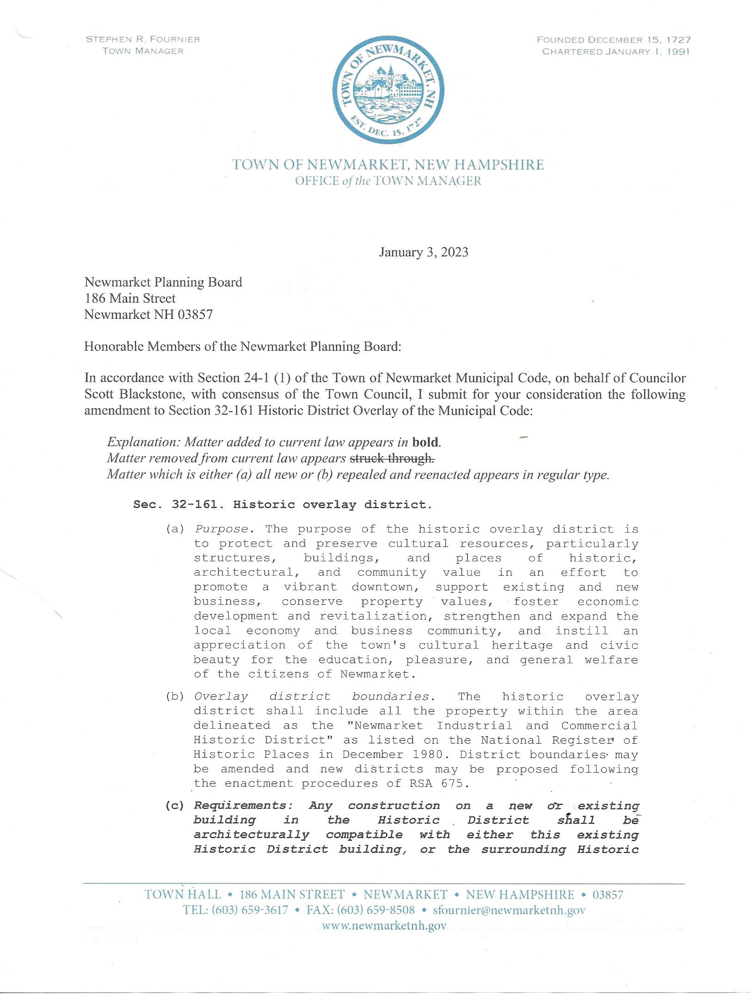 STEPHEN R. FOURNIER
TOWN MANAGER
FOUNDED DECEMBER 15, 1727
CHARTERED JANUARY 1, 1991
TOWN OF NEWMARKET, NH
EST. DEC. 15, 1727
TOWN OF NEWMARKET, NEW HAMPSHIRE
OFFICE of the TOWN MANAGER
January 3, 2023
Newmarket Planning Board
186 Main Street
Newmarket NH 03857
Honorable Members of the Newmarket Planning Board:
In accordance with Section 24-1 (1) of the Town of Newmarket Municipal Code, on behalf of Councilor
Scott Blackstone, with consensus of the Town Council, I submit for your consideration the following
amendment to Section 32-161 Historic District Overlay of the Municipal Code:
Explanation: Matter added to current law appears in bold.
Matter removed from current law appears struck through.
Matter which is either (a) all new or (b) repealed and reenacted appears in regular type.
Sec. 32-161. Historic overlay district.
(a) Purpose. The purpose of the historic overlay district is
to protect and preserve cultural resources, particularly
structures, buildings, and places of historic,
architectural, and community value in an effort to
promote a vibrant downtown, support existing and new
business, conserve property values, foster economic
development and revitalization, strengthen and expand the
local economy and business community, and instill an
appreciation of the town's cultural heritage and civic
beauty for the education, pleasure, and general welfare
of the citizens of Newmarket.
(b) Overlay district boundaries. The historic overlay
district shall include all the property within the area
delineated as the "Newmarket Industrial and Commercial
Historic District" as listed on the National Register of
Historic Places in December 1980. District boundaries may
be amended and new districts may be proposed following
the enactment procedures of RSA 675.
(c) Requirements: Any construction on a new or existing
building in the Historic District shall be
architecturally compatible with either this existing
Historic District building, or the surrounding Historic
TOWN HALL • 186 MAIN STREET • NEWMARKET • NEW HAMPSHIRE • 03857
TEL: (603) 659-3617 • FAX: (603) 659-8508 • sfournier@newmarketnh.gov
www.newmarketnh.gov